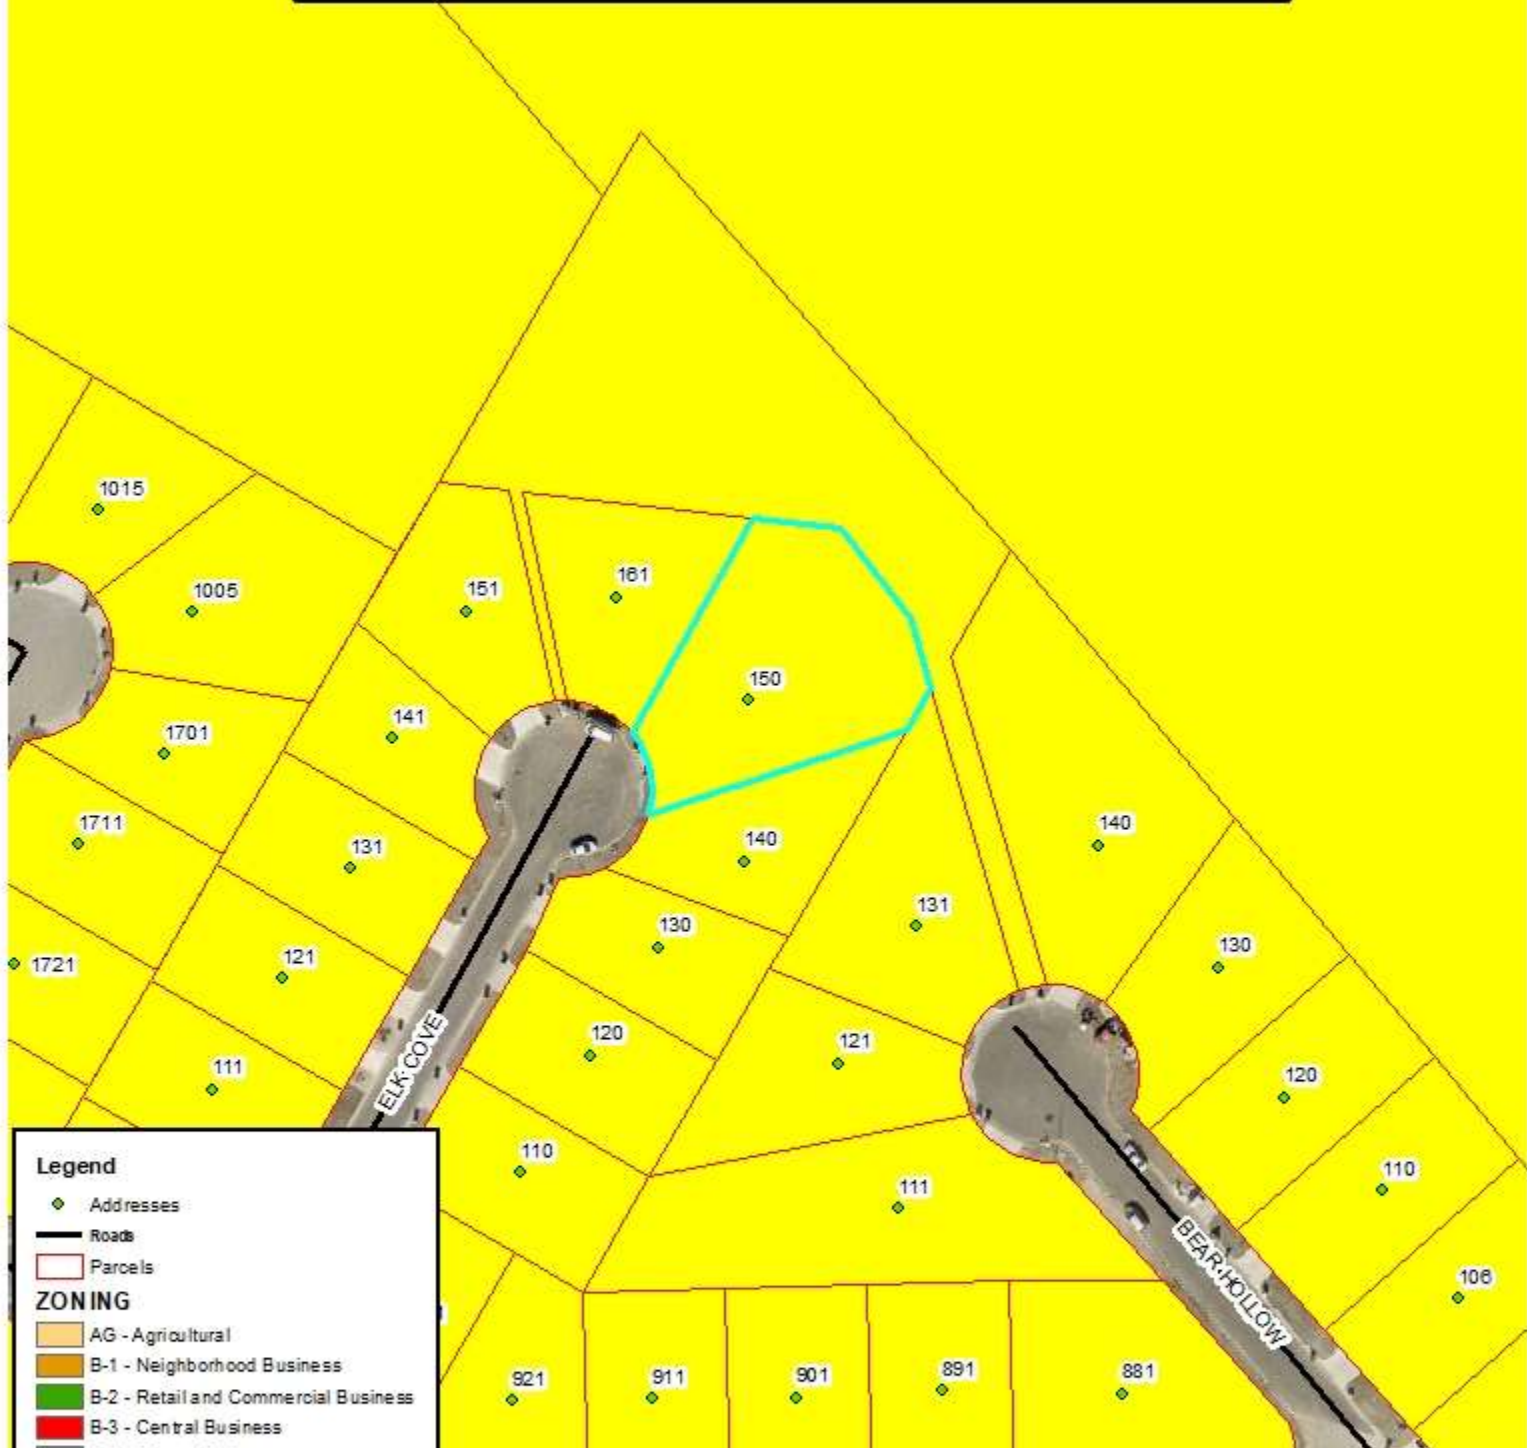 1015
1005
151
161
150
141
1701
1711
131
140
140
131
130
130
1721
121
120
121
120
111
110
111
110
106
ELK COVE
BEAR HOLLOW
921
911
901
891
881
Legend
Addresses
Roads
Parcels
ZONING
AG - Agricultural
B-1 - Neighborhood Business
B-2 - Retail and Commercial Business
B-3 - Central Business